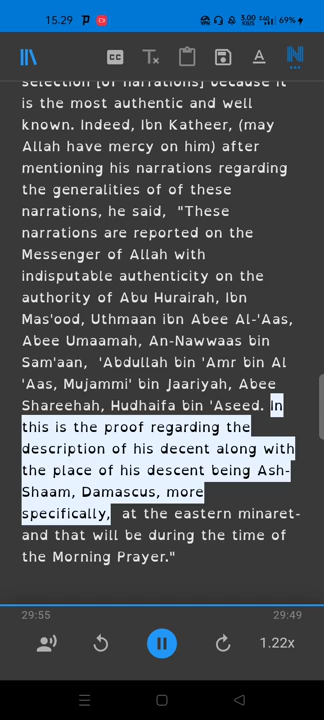 15.29
3.00
69%
selection [of narrations] because it
is the most authentic and well
known. Indeed, Ibn Katheer, (may
Allah have mercy on him) after
mentioning his narrations regarding
the generalities of of these
narrations, he said, "These
narrations are reported on the
Messenger of Allah with
indisputable authenticity on the
authority of Abu Hurairah, Ibn
Mas'ood, Uthmaan ibn Abee Al-'Aas,
Abee Umaamah, An-Nawwaas bin
Sam'aan, 'Abdullah bin 'Amr bin Al
'Aas, Mujammi' bin Jaariyah, Abee
Shareehah, Hudhaifa bin 'Aseed. In
this is the proof regarding the
description of his decent along with
the place of his descent being Ash-
Shaam, Damascus, more
specifically, at the eastern minaret-
and that will be during the time of
the Morning Prayer."
29:55
29:49
1.22x